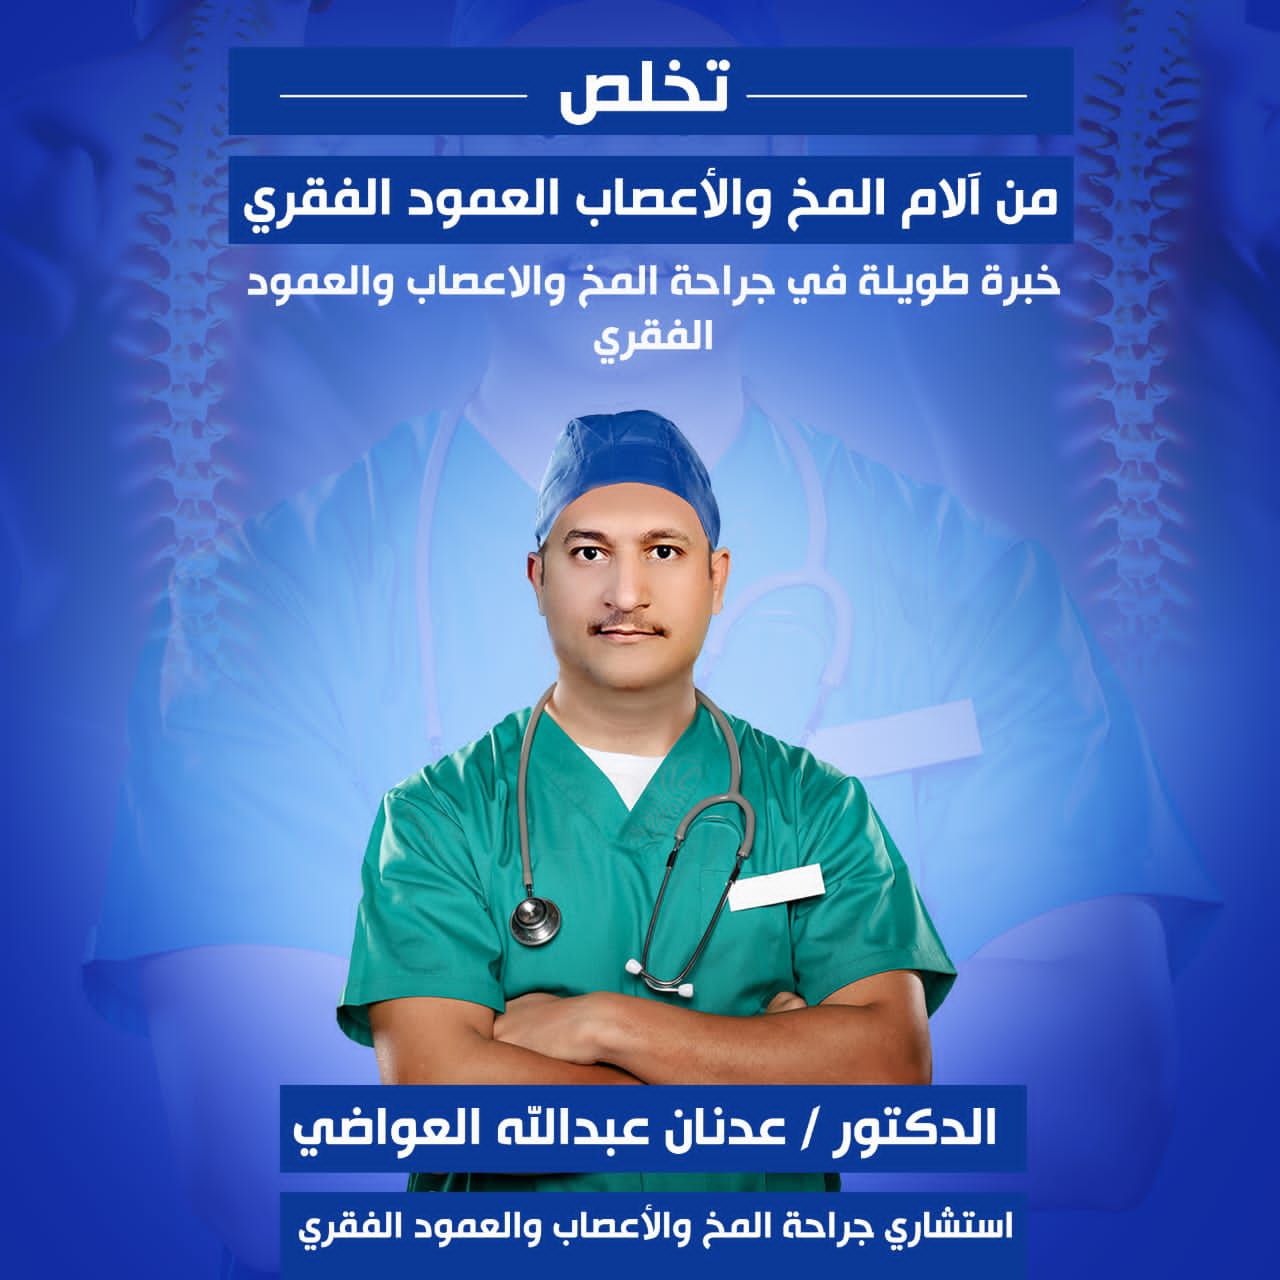 تخلص
من آلام المخ والأعصاب العمود الفقري
خبرة طويلة في جراحة المخ والاعصاب والعمود
الفقري
الدكتور / عدنان عبدالله العواضي
استشاري جراحة المخ والأعصاب والعمود الفقري